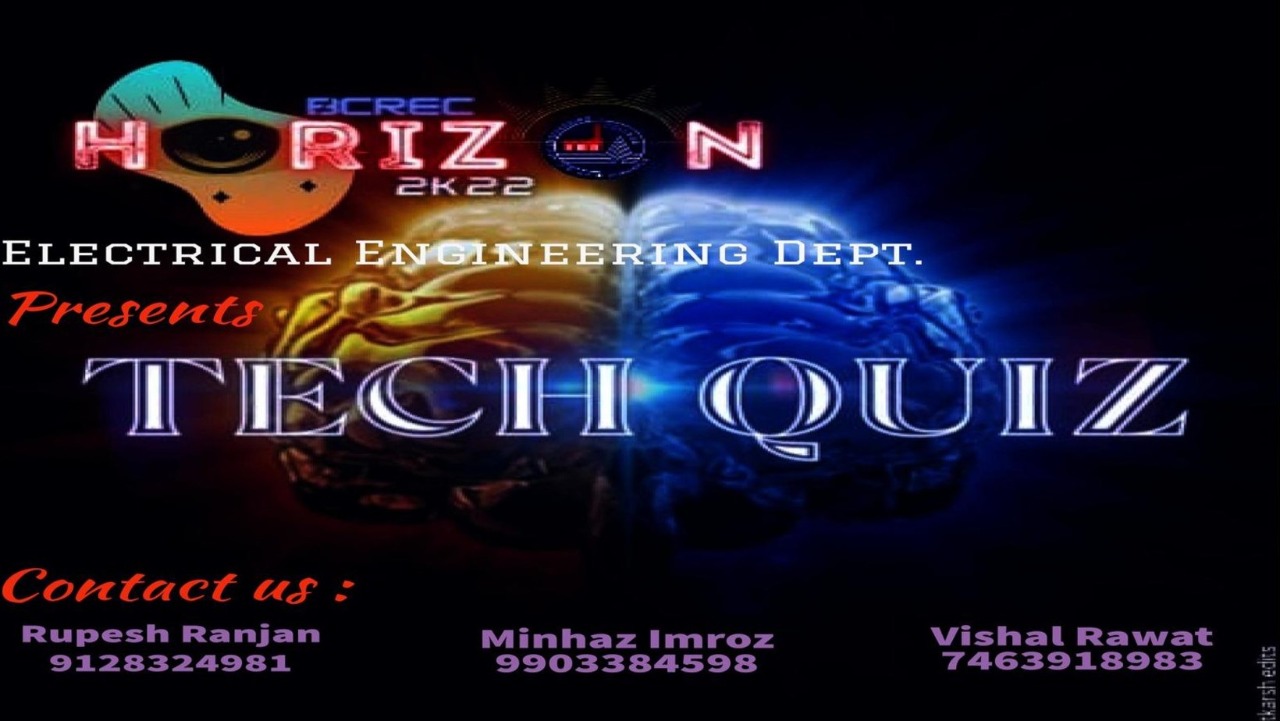 BCREC
HORIZON
2K22
Electrical Engineering Dept.
Presents
TECH QUIZ
Contact us :
Rupesh Ranjan
9128324981
Minhaz Imroz
9903384598
Vishal Rawat
7463918983
edits